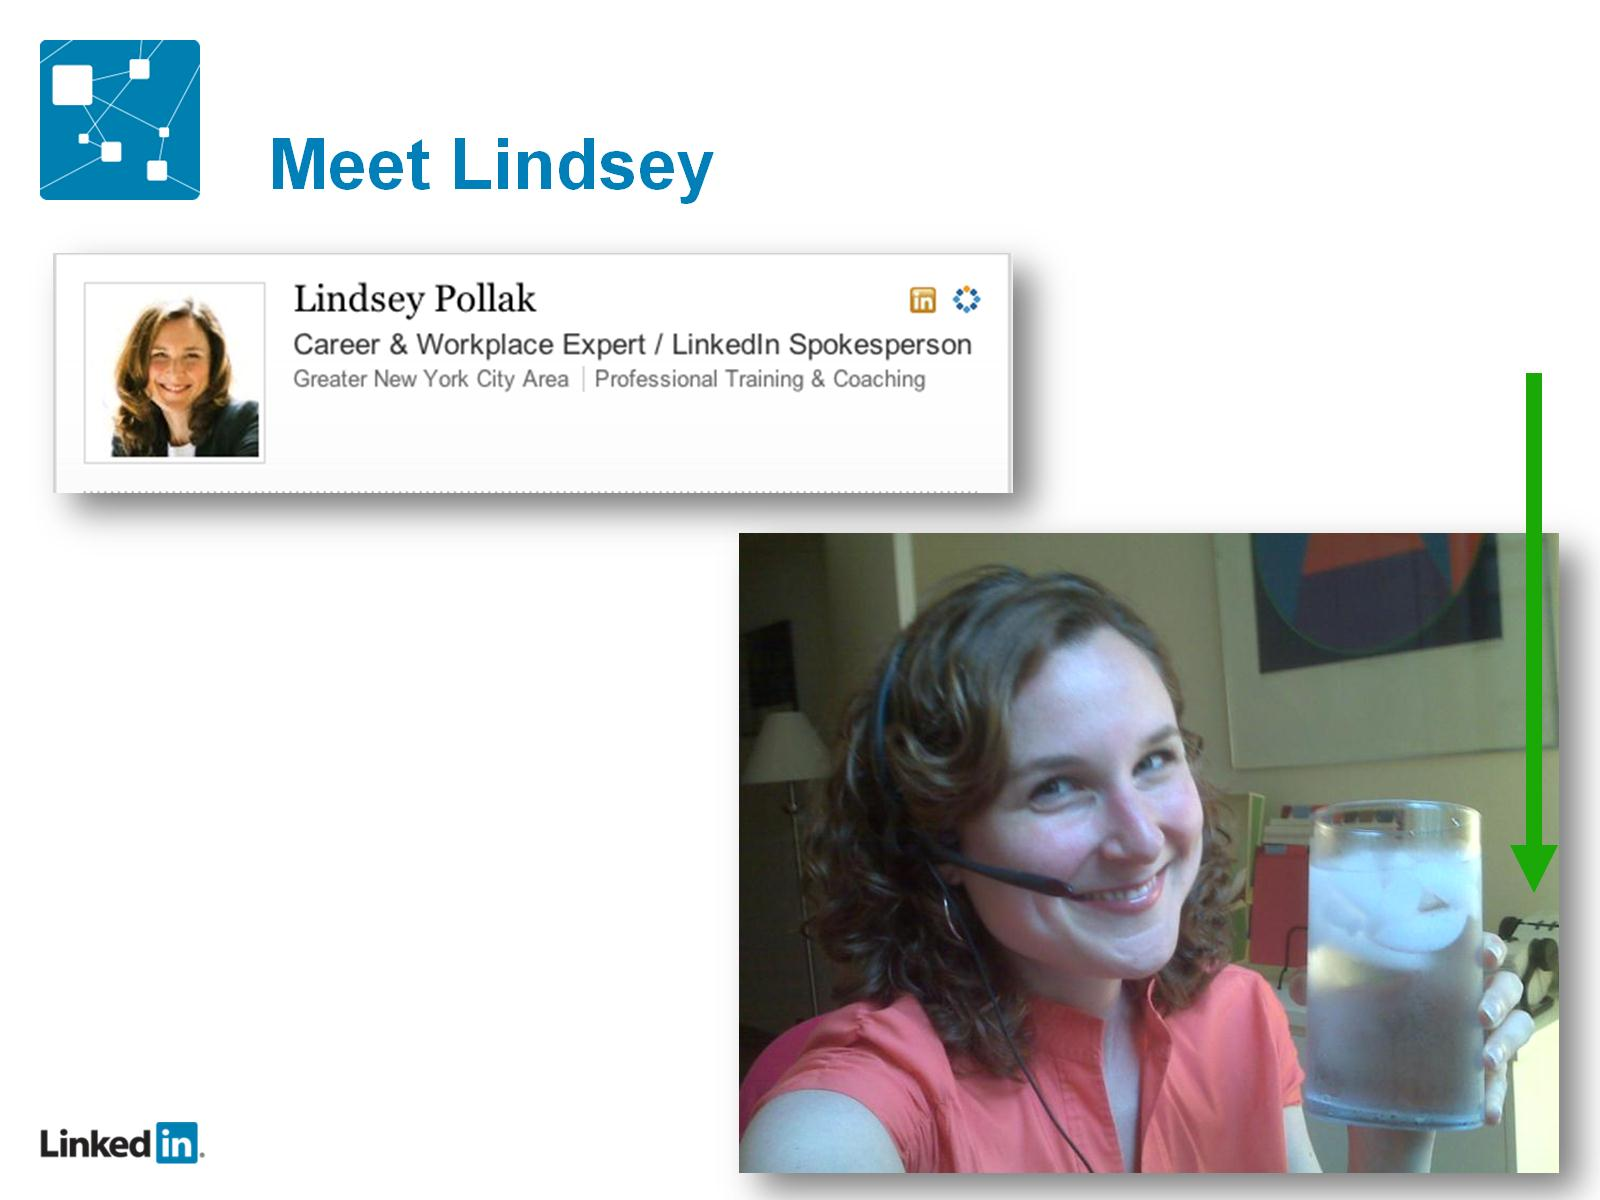 Meet Lindsey
Lindsey Pollak
in
Career & Workplace Expert / LinkedIn Spokesperson
Greater New York City Area | Professional Training & Coaching
Linked in.